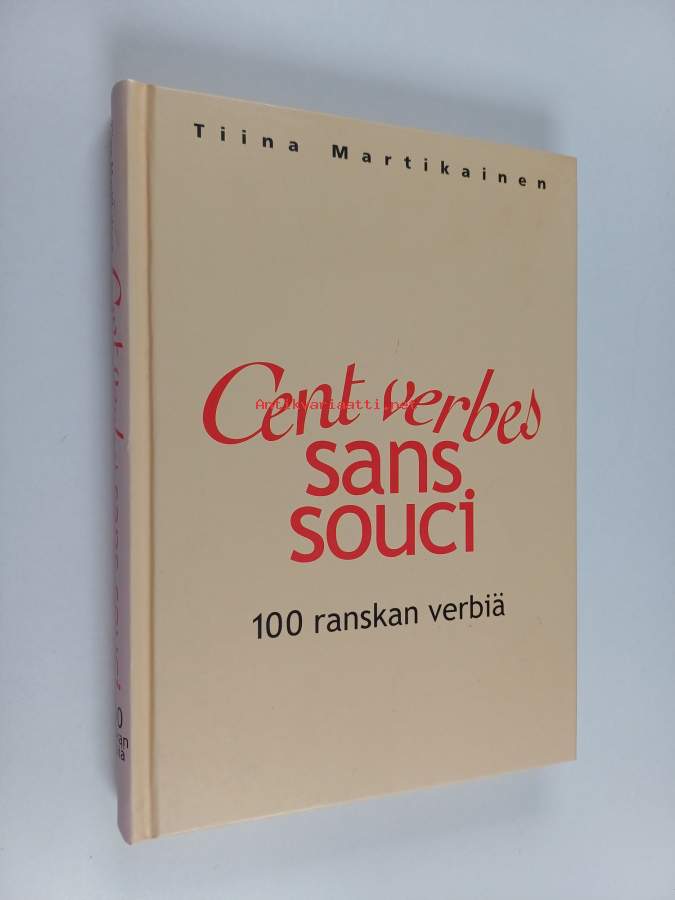 Tiina Martikainen
Cent verbes
Antikvariaatti.net
sans
souci
100 ranskan verbiä